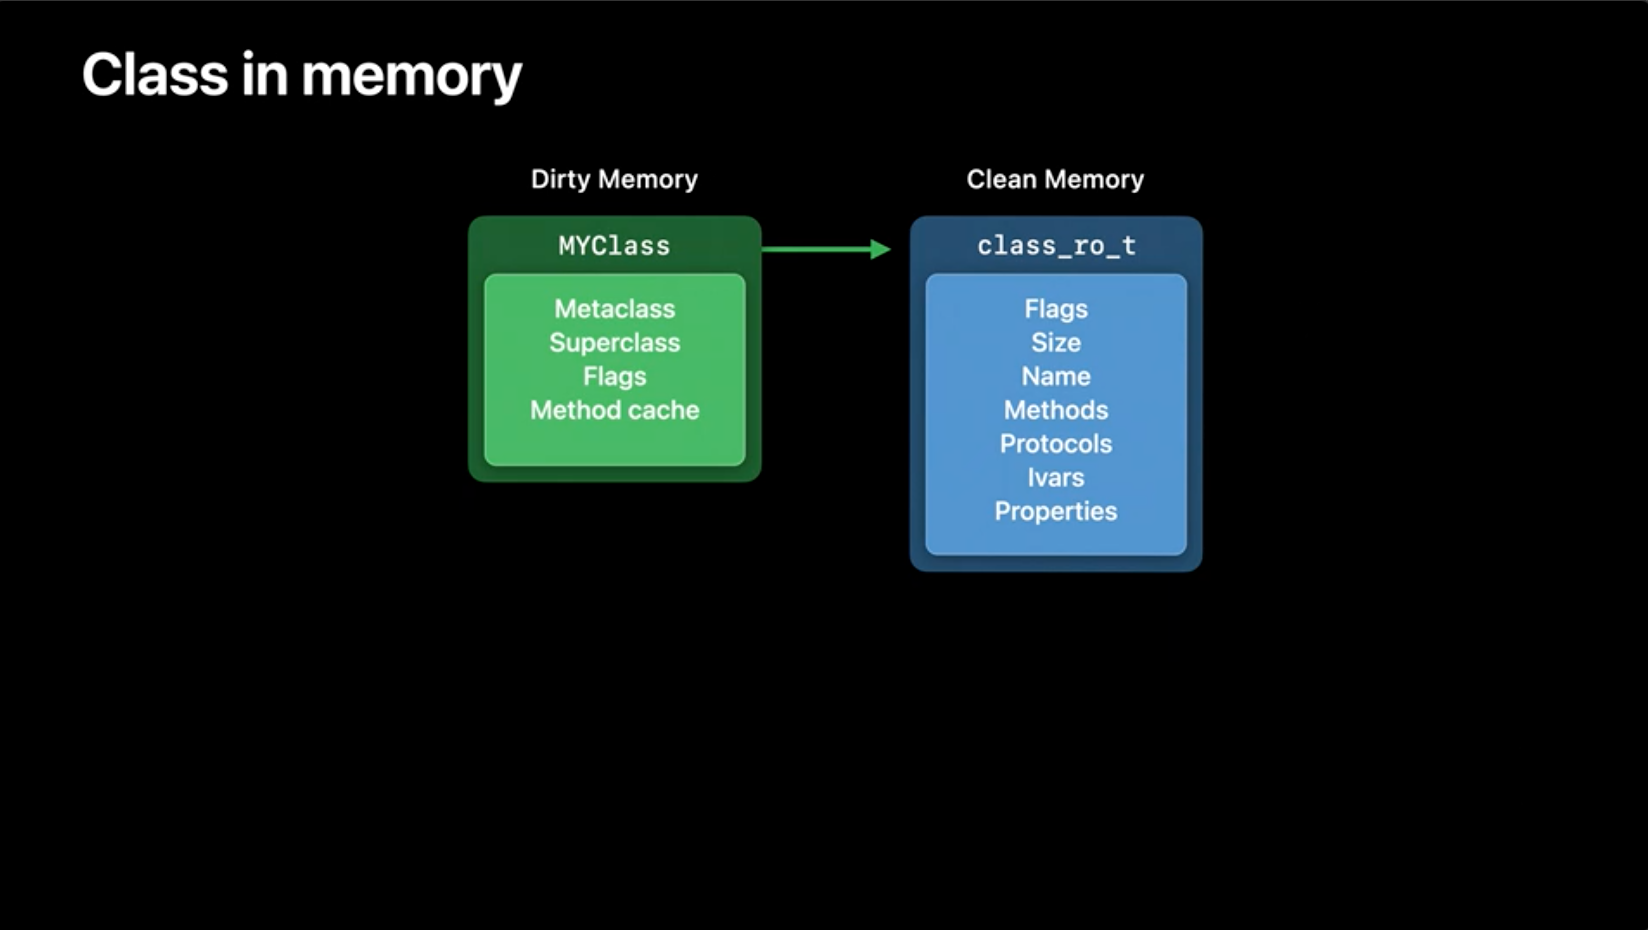 Class in memory
Dirty Memory
MYClass
Metaclass
Superclass
Flags
Method cache
Clean Memory
class_ro_t
Flags
Size
Name
Methods
Protocols
Ivars
Properties